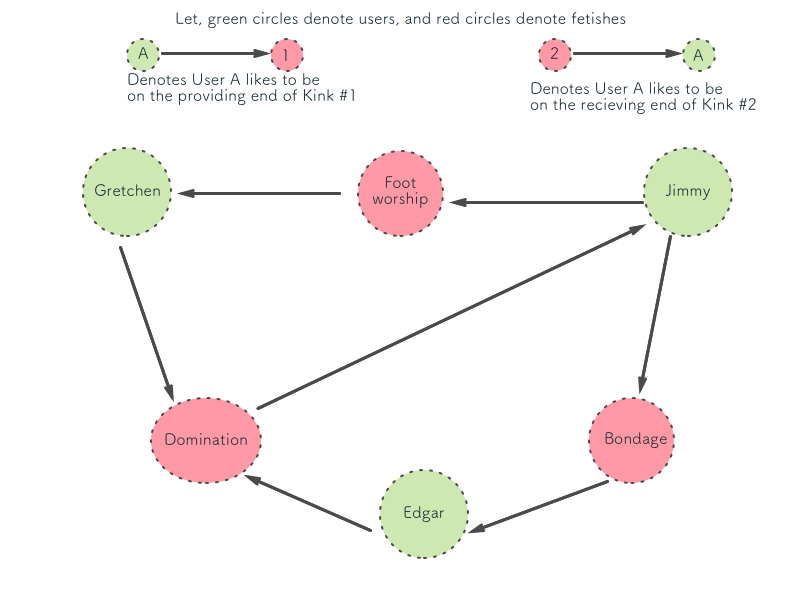 Let, green circles denote users, and red circles denote fetishes
A
1
2
A
Denotes User A likes to be
on the providing end of Kink #1
Denotes User A likes to be
on the recieving end of Kink #2
Gretchen
Foot
worship
Jimmy
Domination
Bondage
Edgar